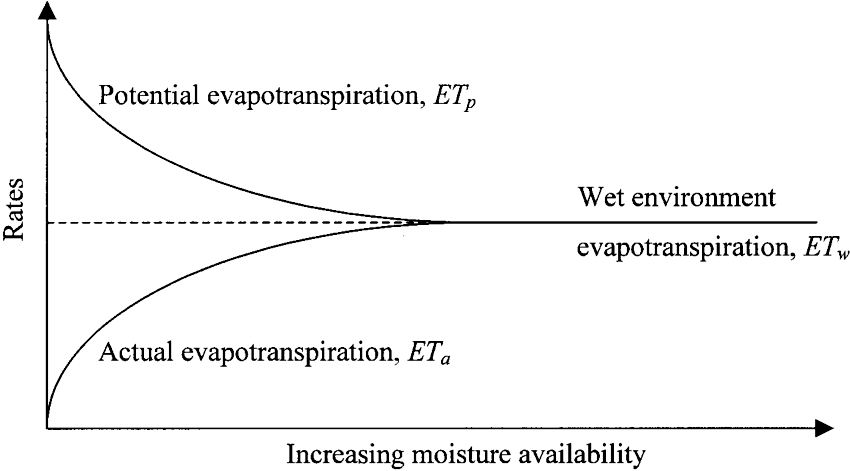 Potential evapotranspiration, ETp
Rates
Wet environment
evapotranspiration, ETw
Actual evapotranspiration, ETa
Increasing moisture availability